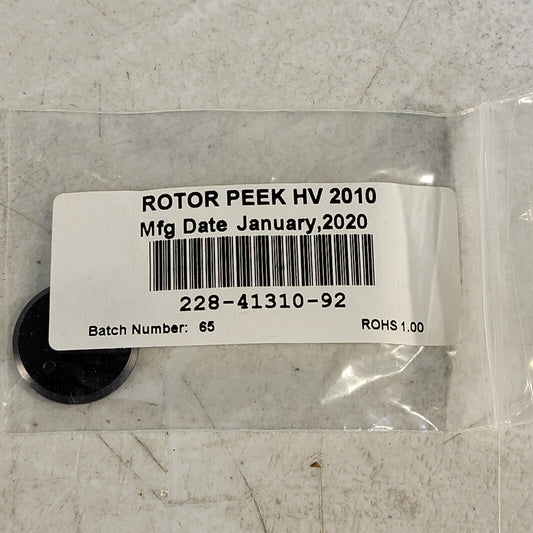 ROTOR PEEK HV 2010
Mfg Date January,2020
228-41310-92
Batch Number: 65 ROHS 1.00